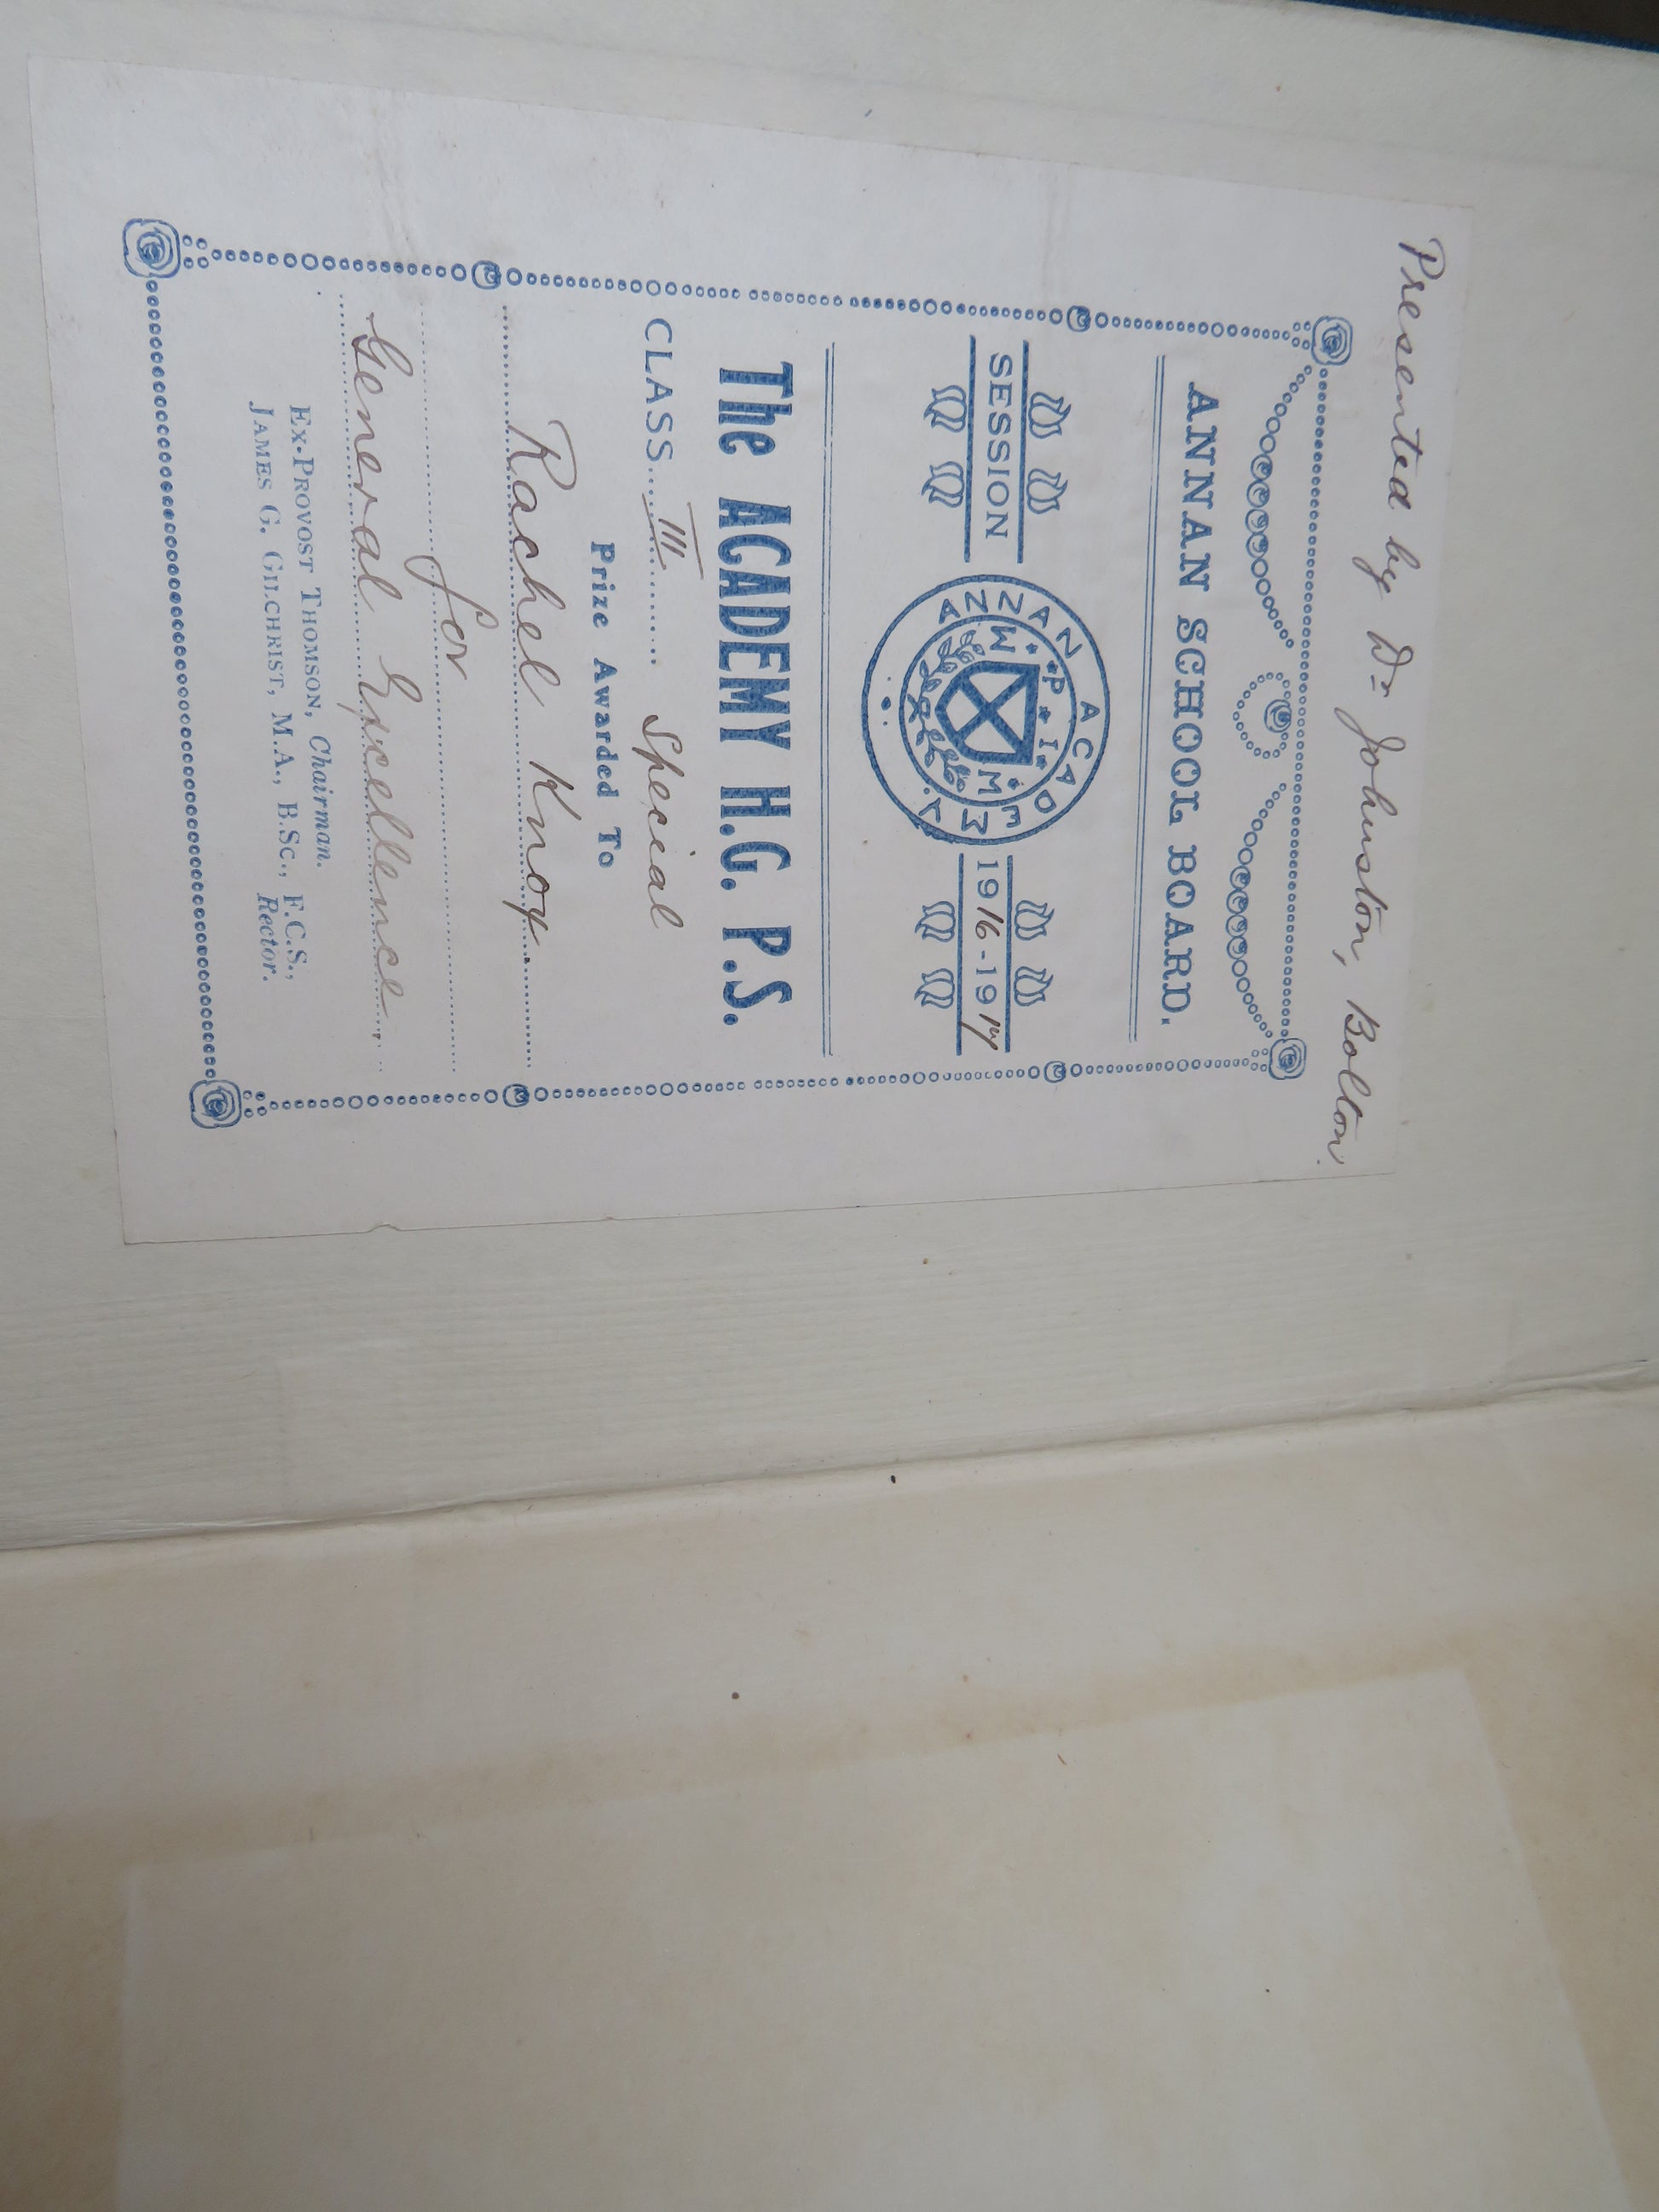 Presented by Dr Johnston, Bolton.
ANNAN SCHOOL BOARD.
SESSION
ANNAN ACADEMY.
W P I M
1916-1917
The ACADEMY H.G. P.S.
CLASS III Special
Prize Awarded To
Rachel Knox
for
General Excellence
EX-PROVOST THOMSON, Chairman.
JAMES G. GILCHRIST, M.A., B.Sc., F.C.S.,
Rector.